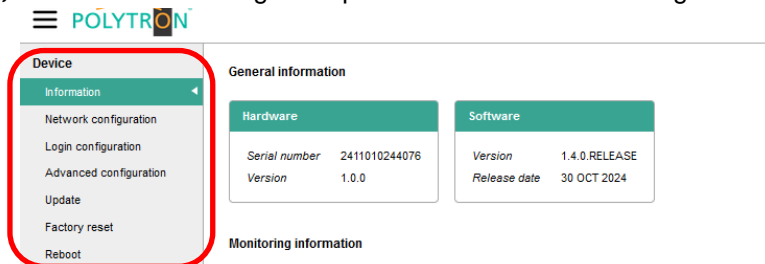 POLYTRON
Device
Information
Network configuration
Login configuration
Advanced configuration
Update
Factory reset
Reboot
General information
Hardware
Serial number 2411010244076
Version 1.0.0
Software
Version 1.4.0.RELEASE
Release date 30 OCT 2024
Monitoring information